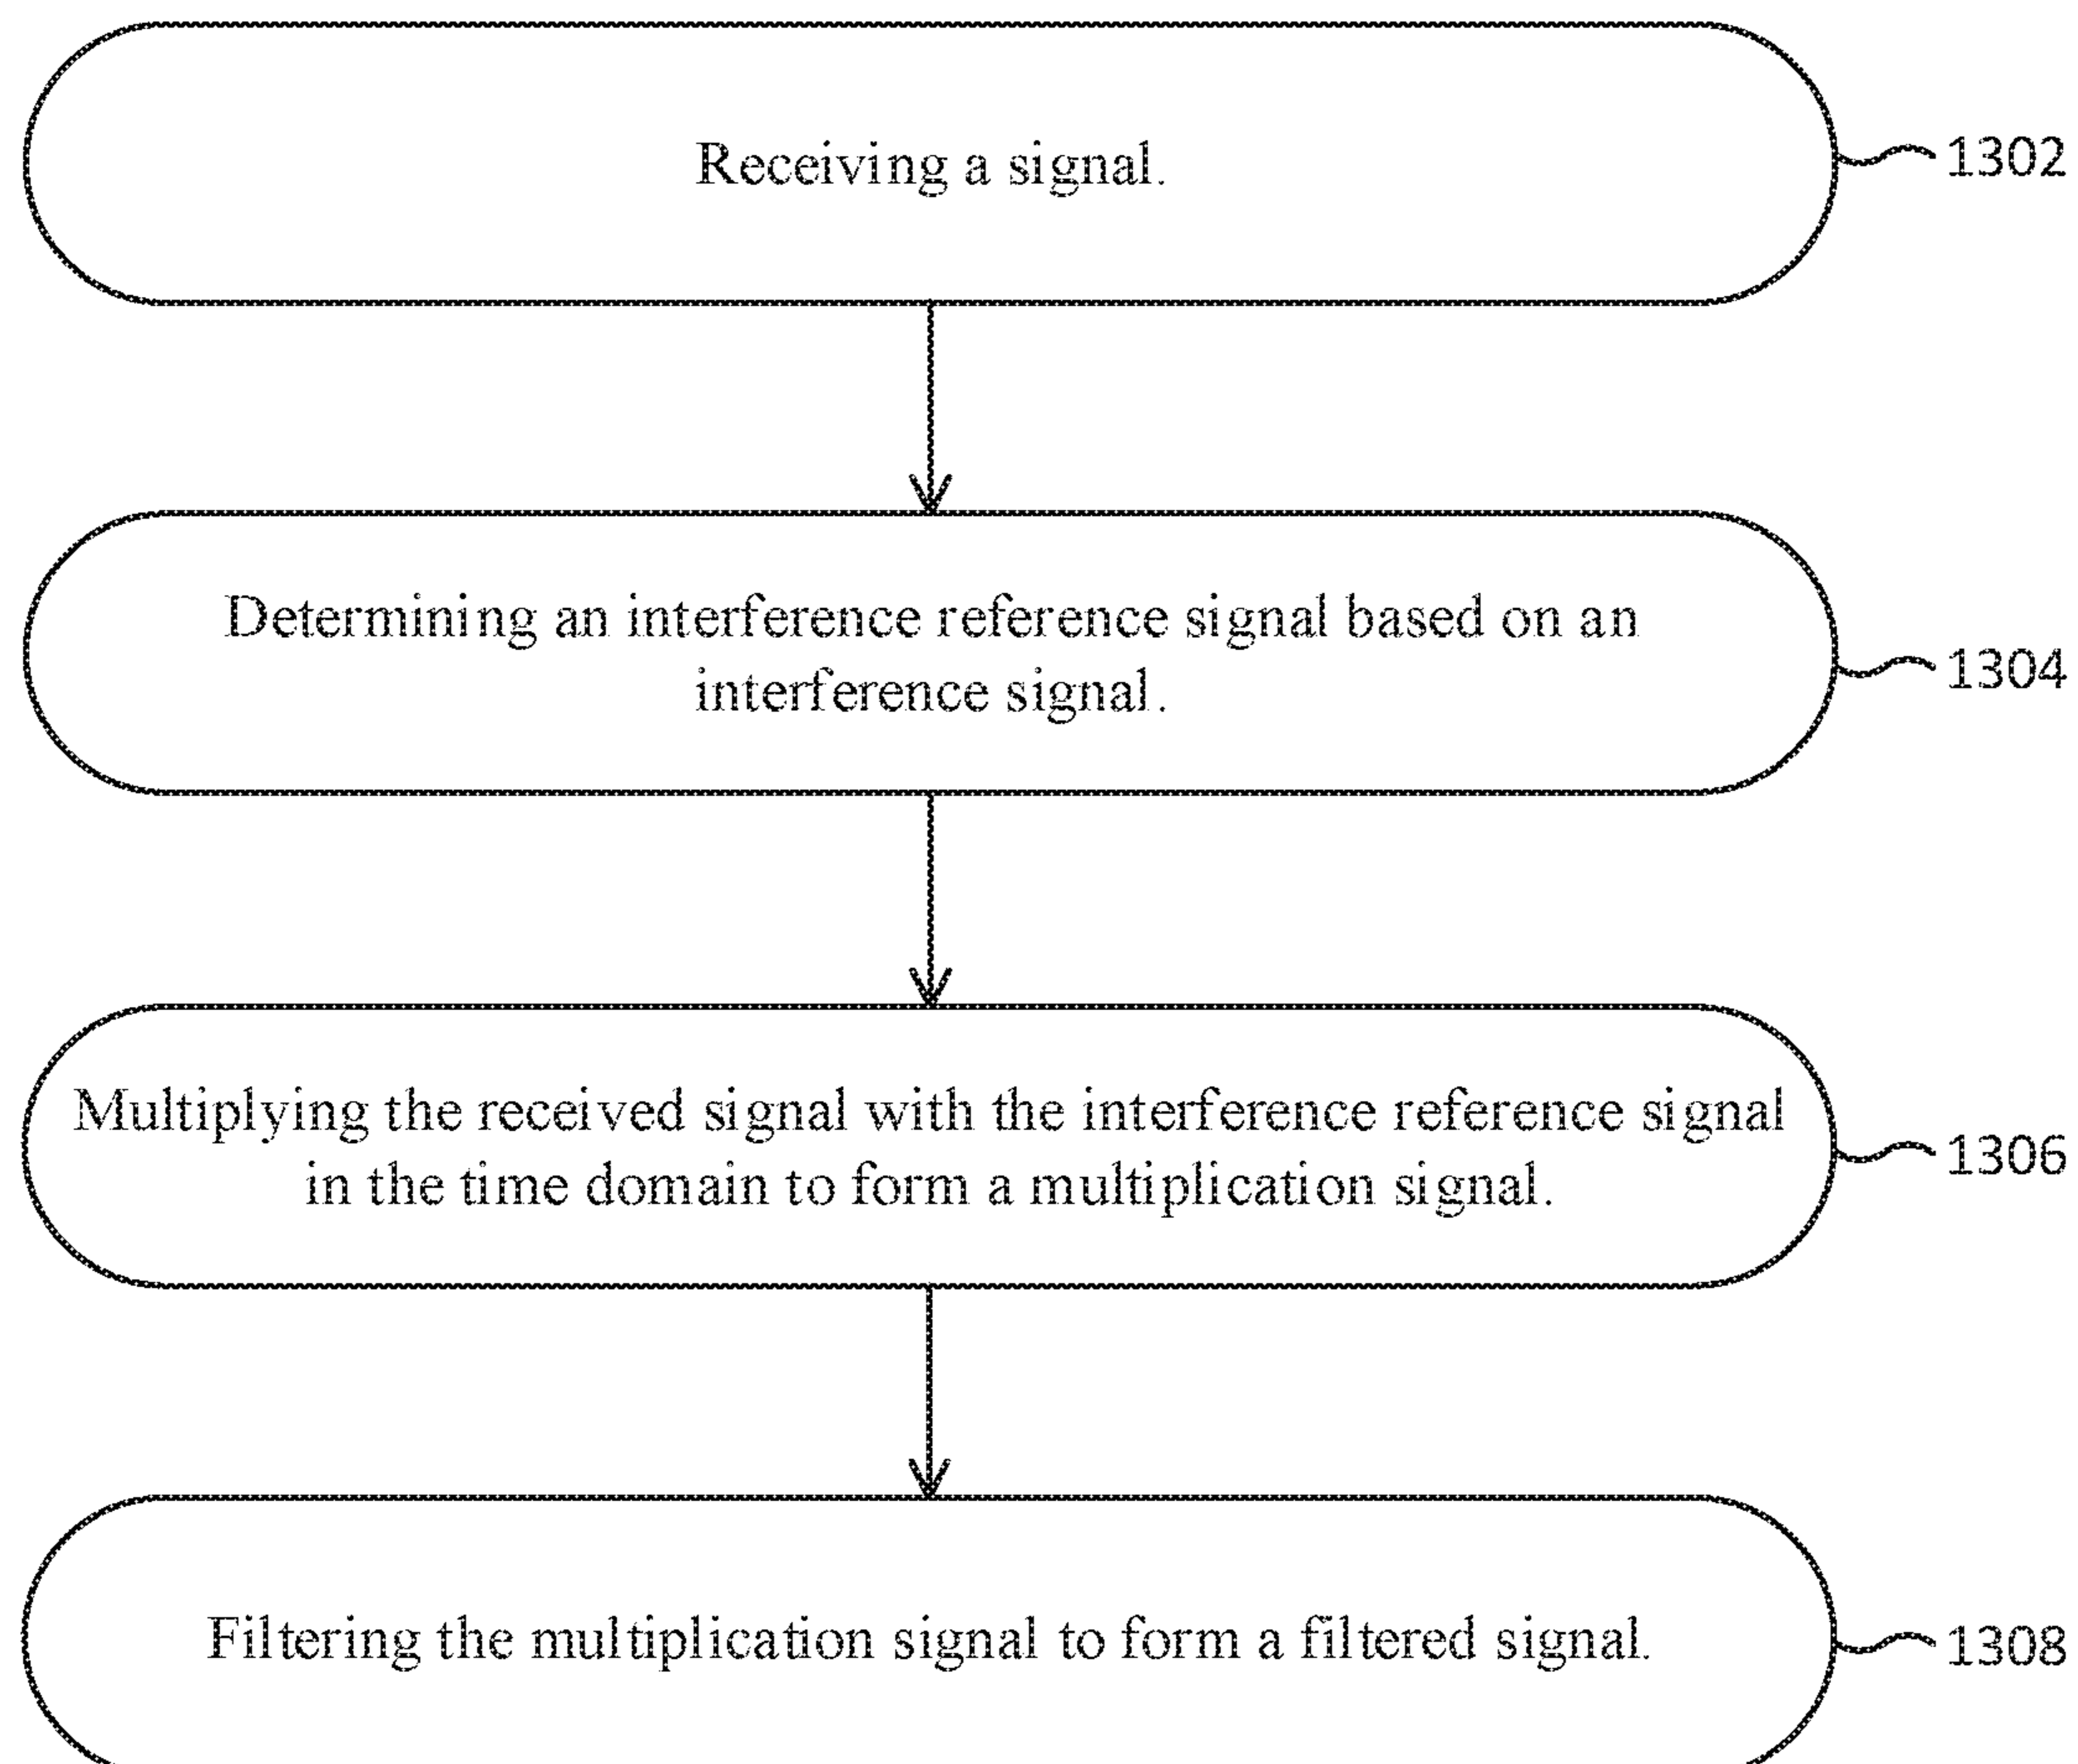 Receiving a signal.
1302
Determining an interference reference signal based on an
interference signal.
1304
Multiplying the received signal with the interference reference signal
in the time domain to form a multiplication signal.
1306
Filtering the multiplication signal to form a filtered signal.
1308